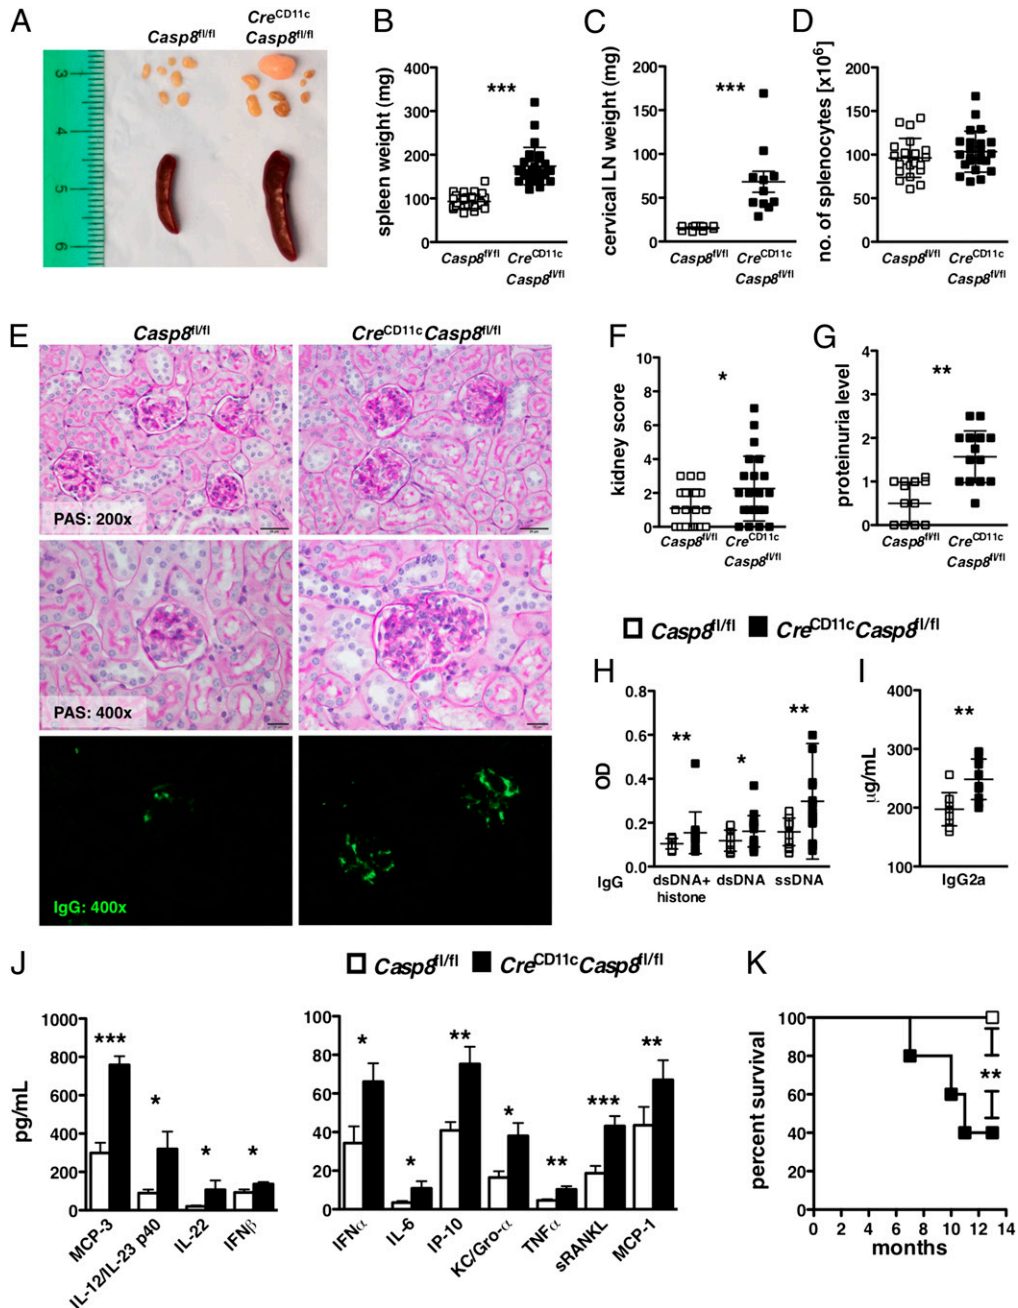 A
Casp8fl/fl
CreCD11c
Casp8fl/fl
3
4
5
6
B
spleen weight (mg)
400
300
200
100
0
***
Casp8fl/fl
CreCD11c
Casp8fl/fl
C
cervical LN weight (mg)
200
150
100
50
0
***
Casp8fl/fl
CreCD11c
Casp8fl/fl
D
no. of splenocytes [x10⁶]
200
150
100
50
0
Casp8fl/fl
CreCD11c
Casp8fl/fl
E
Casp8fl/fl
CreCD11c Casp8fl/fl
PAS: 200x
PAS: 400x
IgG: 400x
F
kidney score
10
8
6
4
2
0
*
Casp8fl/fl
CreCD11c
Casp8fl/fl
G
proteinuria level
4
3
2
1
0
**
Casp8fl/fl
CreCD11c
Casp8fl/fl
Casp8fl/fl
CreCD11c Casp8fl/fl
H
OD
0.8
0.6
0.4
0.2
0.0
**
*
**
IgG
dsDNA+
histone
dsDNA
ssDNA
I
µg/mL
400
300
200
100
**
IgG2a
J
Casp8fl/fl
CreCD11c Casp8fl/fl
pg/mL
1000
800
600
400
200
0
***
*
*
*
MCP-3
IL-12/IL-23 p40
IL-22
IFNβ
100
80
60
40
20
0
*
*
**
*
**
***
**
IFNα
IL-6
IP-10
KC/Gro-α
TNFα
sRANKL
MCP-1
K
percent survival
100
80
60
40
20
0
**
0 2 4 6 8 10 12 14
months